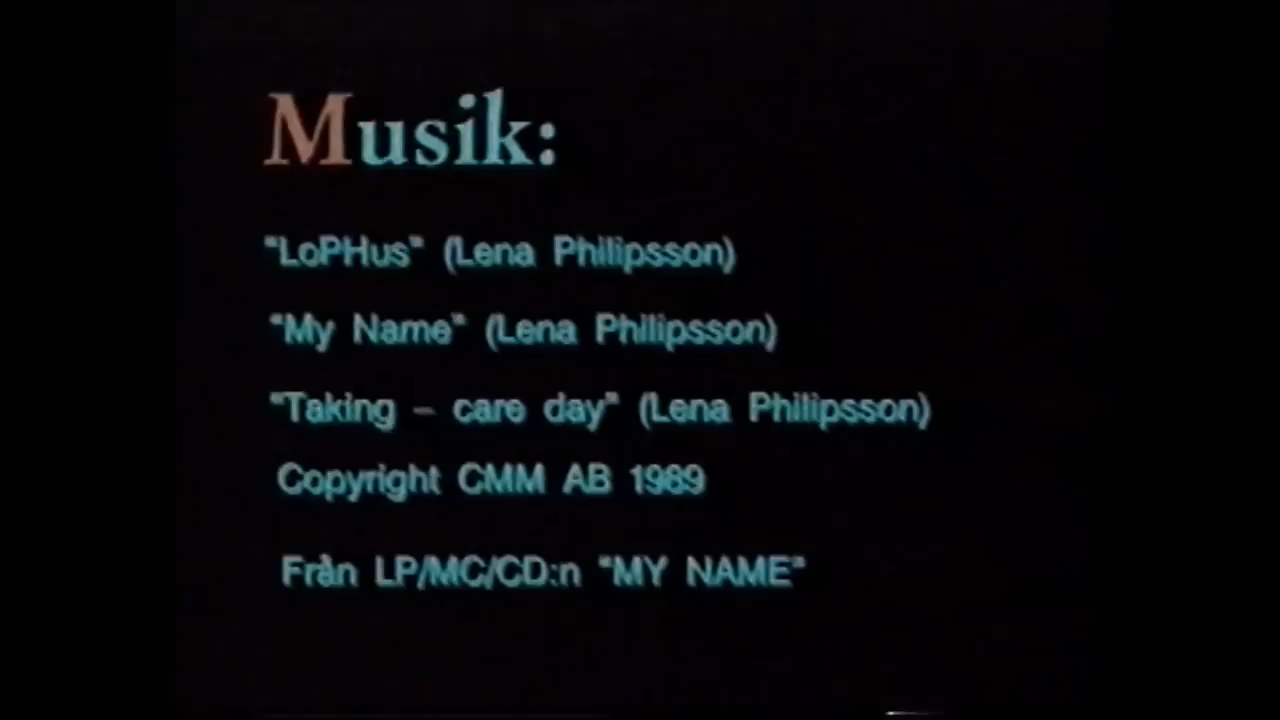 Musik:
"LoPHus" (Lena Philipsson)
"My Name" (Lena Philipsson)
"Taking - care day" (Lena Philipsson)
Copyright CMM AB 1989
Från LP/MC/CD:n "MY NAME"